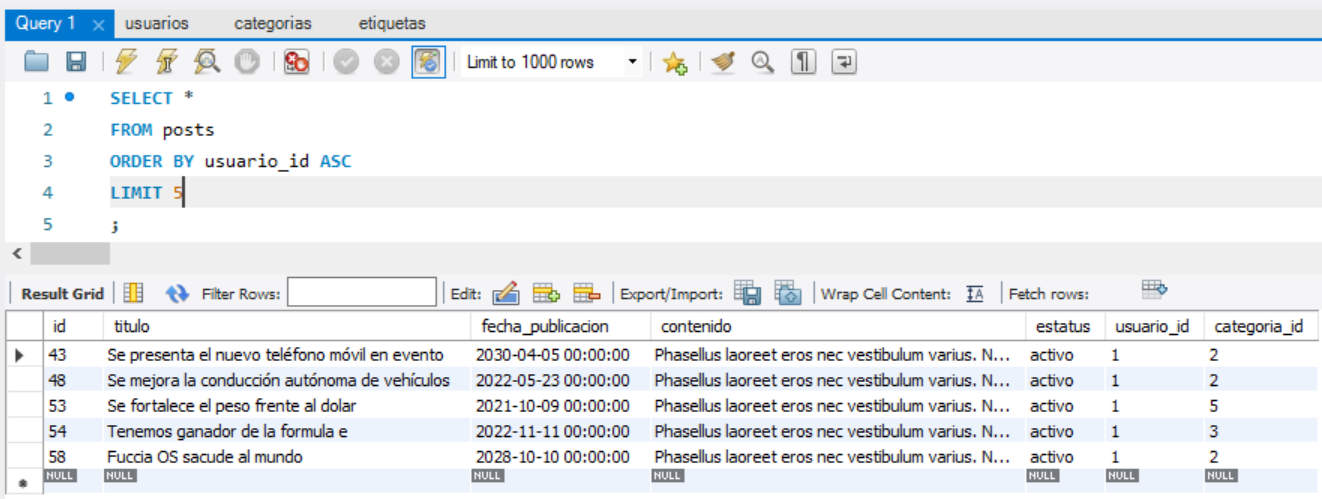 Query 1 × usuarios categorias etiquetas
Limit to 1000 rows
1 SELECT *
2 FROM posts
3 ORDER BY usuario_id ASC
4 LIMIT 5
5 ;
Result Grid Filter Rows: Edit: Export/Import: Wrap Cell Content: Fetch rows:
id titulo fecha_publicacion contenido estatus usuario_id categoria_id
43 Se presenta el nuevo teléfono móvil en evento 2030-04-05 00:00:00 Phasellus laoreet eros nec vestibulum varius. N... activo 1 2
48 Se mejora la conducción autónoma de vehículos 2022-05-23 00:00:00 Phasellus laoreet eros nec vestibulum varius. N... activo 1 2
53 Se fortalece el peso frente al dolar 2021-10-09 00:00:00 Phasellus laoreet eros nec vestibulum varius. N... activo 1 5
54 Tenemos ganador de la formula e 2022-11-11 00:00:00 Phasellus laoreet eros nec vestibulum varius. N... activo 1 3
58 Fuccia OS sacude al mundo 2028-10-10 00:00:00 Phasellus laoreet eros nec vestibulum varius. N... activo 1 2
NULL NULL NULL NULL NULL NULL NULL